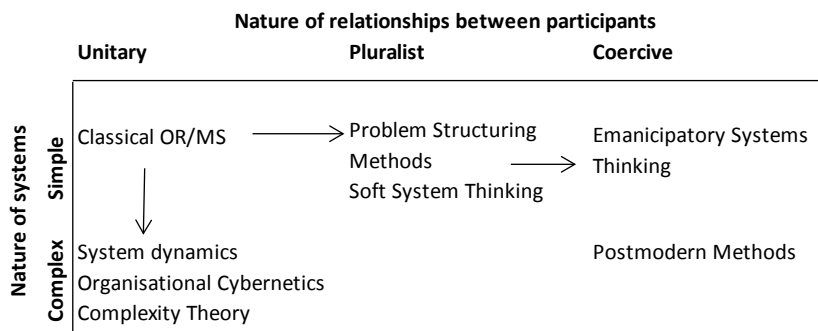 Nature of relationships between participants
Unitary Pluralist Coercive
Nature of systems
Simple
Classical OR/MS
Problem Structuring
Methods
Soft System Thinking
Emanicipatory Systems
Thinking
Complex
System dynamics
Organisational Cybernetics
Complexity Theory
Postmodern Methods